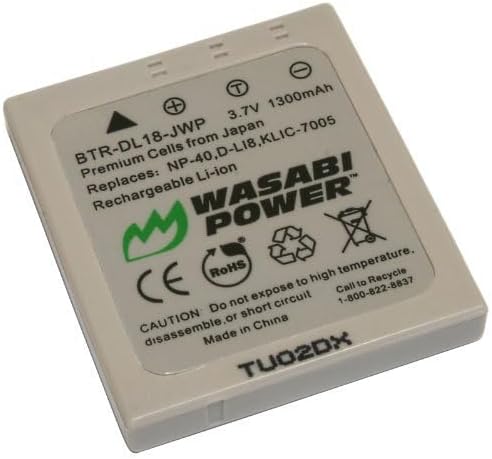 BTR-DL18-JWP 3.7V 1300mAh
Premium Cells from Japan
Replaces: NP-40,D-Li8,KLIC-7005
Rechargeable Li-ion
WASABI
POWER
CE RoHS
CAUTION: Do not expose to high temperature,
disassemble, or short circuit
Call to Recycle
Made in China
1-800-822-8837
TU02DX